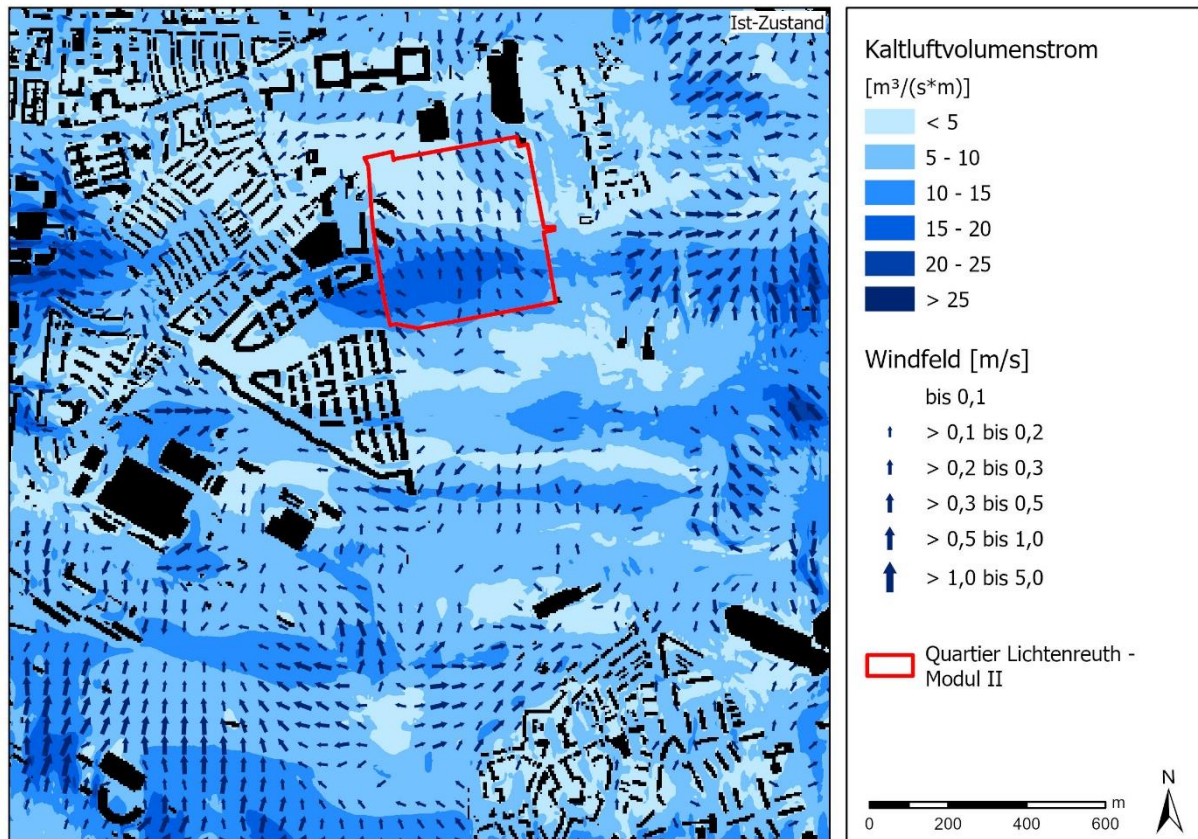 Ist-Zustand
Kaltluftvolumenstrom
[m³/(s*m)]
< 5
5 - 10
10 - 15
15 - 20
20 - 25
> 25
Windfeld [m/s]
bis 0,1
> 0,1 bis 0,2
> 0,2 bis 0,3
> 0,3 bis 0,5
> 0,5 bis 1,0
> 1,0 bis 5,0
Quartier Lichtenreuth -
Modul II
N
m
0 200 400 600